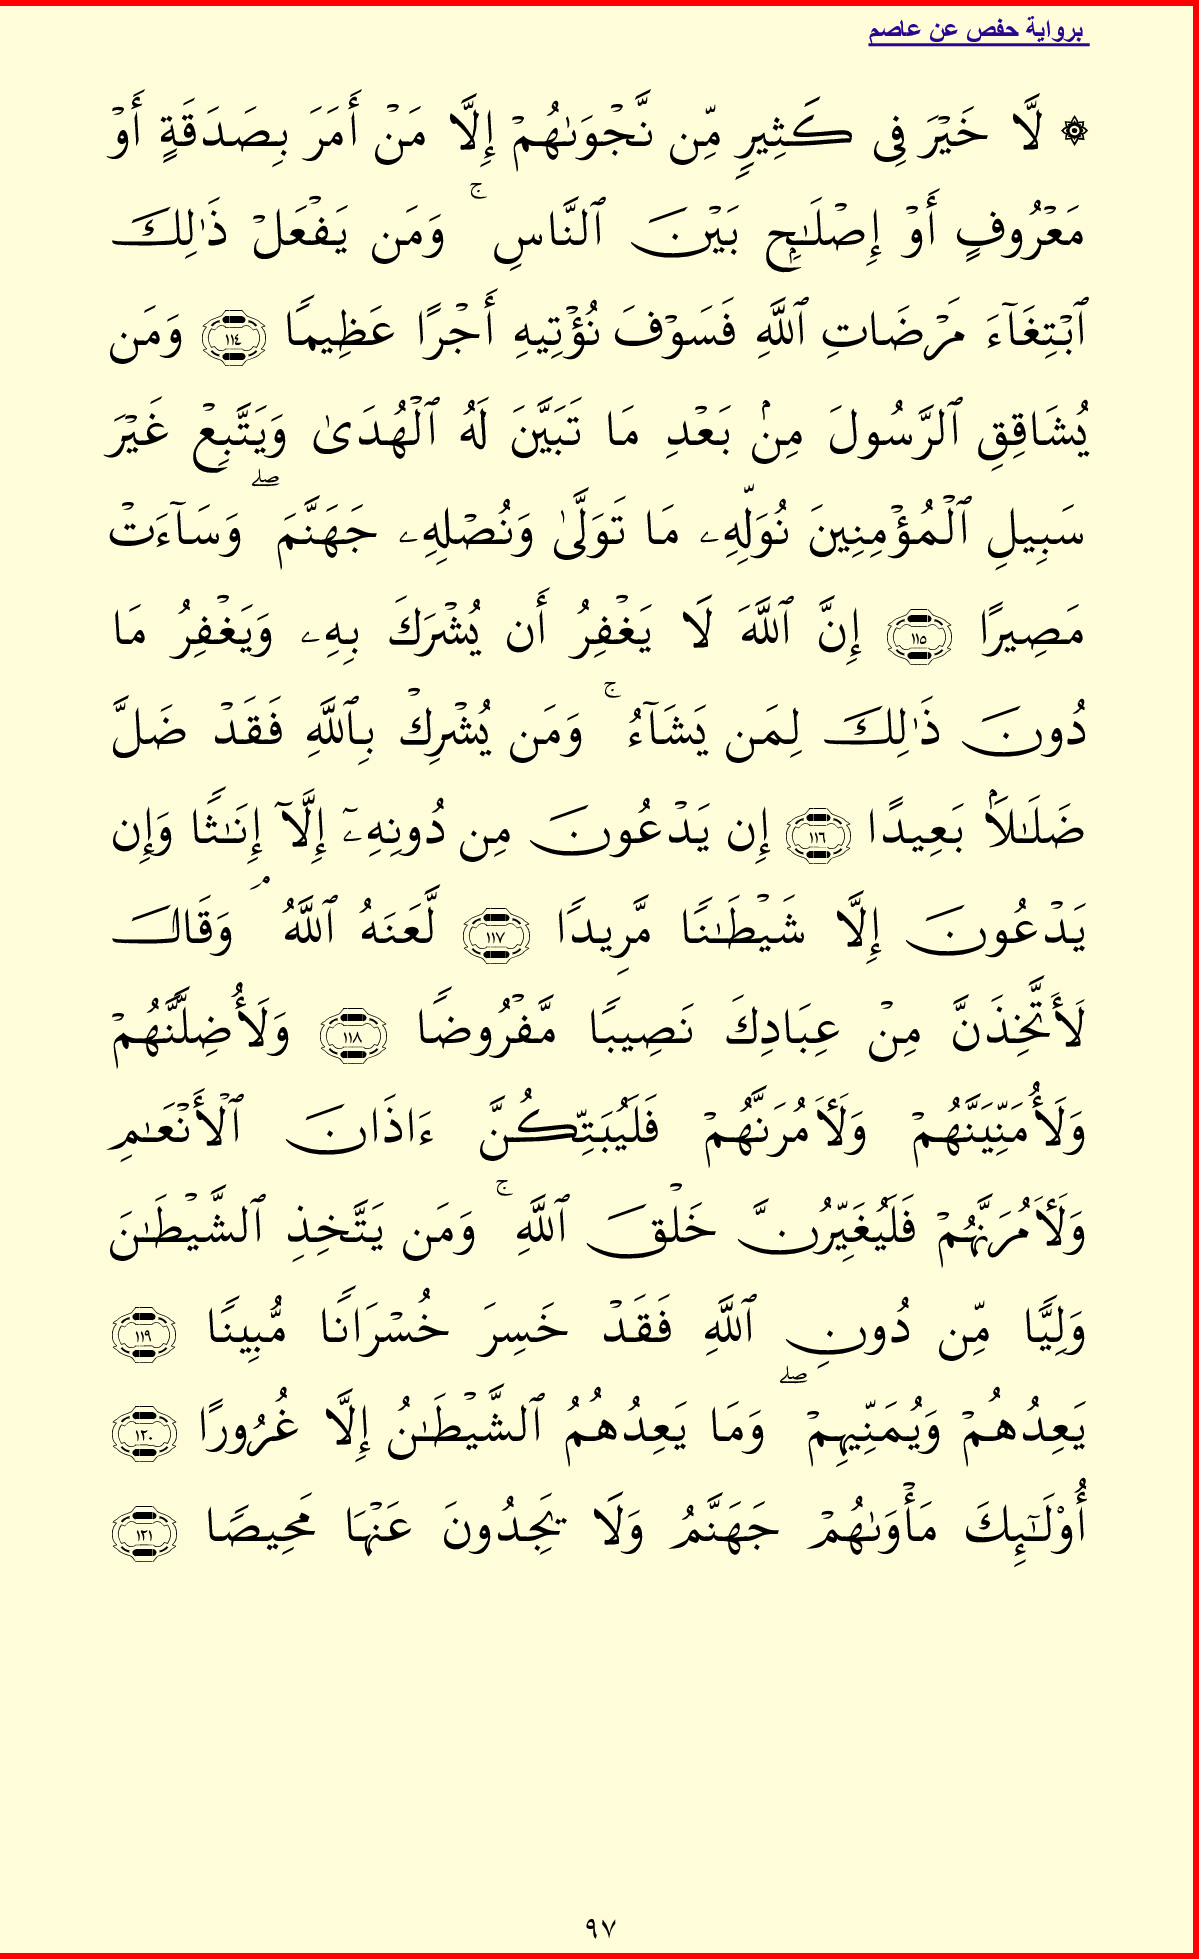 برواية حفص عن عاصم
۞ لَّا خَيْرَ فِى كَثِيرٍ مِّن نَّجْوَىٰهُمْ إِلَّا مَنْ أَمَرَ بِصَدَقَةٍ أَوْ
مَعْرُوفٍ أَوْ إِصْلَـٰحٍۭ بَيْنَ ٱلنَّاسِ ۚ وَمَن يَفْعَلْ ذَٰلِكَ
ٱبْتِغَآءَ مَرْضَاتِ ٱللَّهِ فَسَوْفَ نُؤْتِيهِ أَجْرًا عَظِيمًا ١١٤ وَمَن
يُشَاقِقِ ٱلرَّسُولَ مِنۢ بَعْدِ مَا تَبَيَّنَ لَهُ ٱلْهُدَىٰ وَيَتَّبِعْ غَيْرَ
سَبِيلِ ٱلْمُؤْمِنِينَ نُوَلِّهِۦ مَا تَوَلَّىٰ وَنُصْلِهِۦ جَهَنَّمَ ۖ وَسَآءَتْ
مَصِيرًا ١١٥ إِنَّ ٱللَّهَ لَا يَغْفِرُ أَن يُشْرَكَ بِهِۦ وَيَغْفِرُ مَا
دُونَ ذَٰلِكَ لِمَن يَشَآءُ ۚ وَمَن يُشْرِكْ بِٱللَّهِ فَقَدْ ضَلَّ
ضَلَـٰلًۢا بَعِيدًا ١١٦ إِن يَدْعُونَ مِن دُونِهِۦٓ إِلَّآ إِنَـٰثًا وَإِن
يَدْعُونَ إِلَّا شَيْطَـٰنًا مَّرِيدًا ١١٧ لَّعَنَهُ ٱللَّهُ ۘ وَقَالَ
لَأَتَّخِذَنَّ مِنْ عِبَادِكَ نَصِيبًا مَّفْرُوضًا ١١٨ وَلَأُضِلَّنَّهُمْ
وَلَأُمَنِّيَنَّهُمْ وَلَـَٔامُرَنَّهُمْ فَلَيُبَتِّكُنَّ ءَاذَانَ ٱلْأَنْعَـٰمِ
وَلَـَٔامُرَنَّهُمْ فَلَيُغَيِّرُنَّ خَلْقَ ٱللَّهِ ۚ وَمَن يَتَّخِذِ ٱلشَّيْطَـٰنَ
وَلِيًّا مِّن دُونِ ٱللَّهِ فَقَدْ خَسِرَ خُسْرَانًا مُّبِينًا ١١٩
يَعِدُهُمْ وَيُمَنِّيهِمْ ۖ وَمَا يَعِدُهُمُ ٱلشَّيْطَـٰنُ إِلَّا غُرُورًا ١٢٠
أُو۟لَـٰٓئِكَ مَأْوَىٰهُمْ جَهَنَّمُ وَلَا يَجِدُونَ عَنْهَا مَحِيصًا ١٢١
٩٧